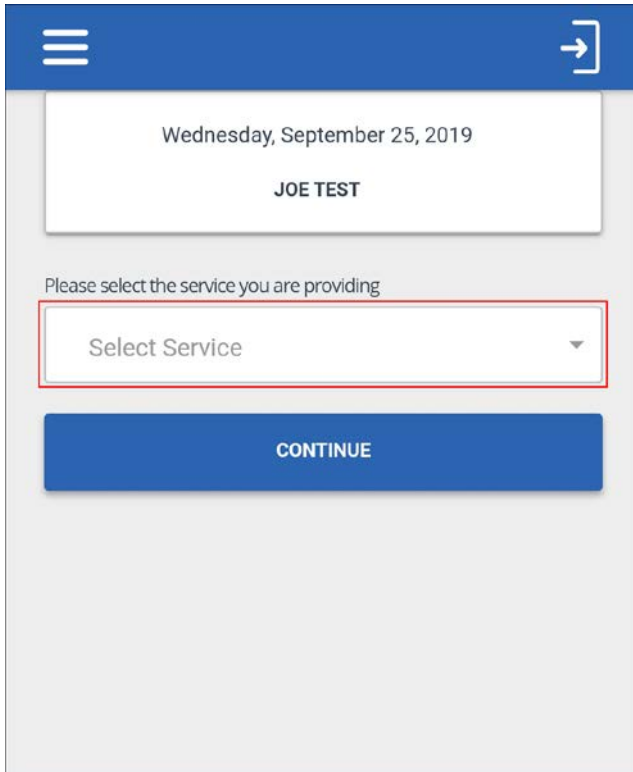 Wednesday, September 25, 2019
JOE TEST
Please select the service you are providing
Select Service
CONTINUE